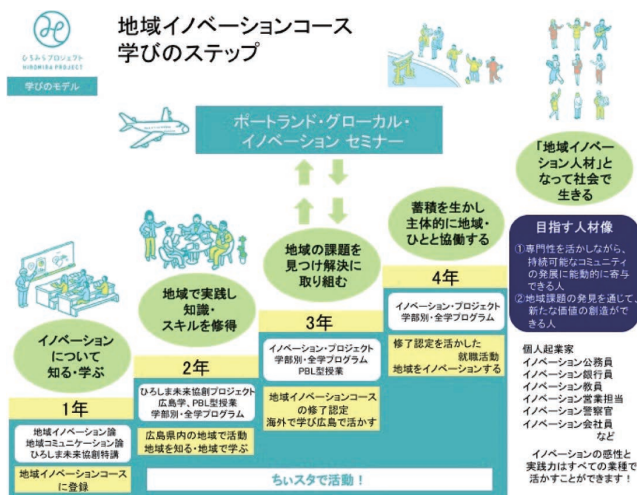 ひろみらプロジェクト
HIROMIRA PROJECT
学びのモデル
地域イノベーションコース
学びのステップ
ポートランド・グローカル・
イノベーション セミナー
イノベーション
について
知る・学ぶ
1年
地域イノベーション論
地域コミュニケーション論
ひろしま未来協創特講
地域イノベーションコース
に登録
地域で実践し
知識・
スキルを修得
2年
ひろしま未来協創プロジェクト
広島学、PBL型授業
学部別・全学プログラム
広島県内の地域で活動
地域を知る・地域で学ぶ
地域の課題を
見つけ解決に
取り組む
3年
イノベーション・プロジェクト
学部別・全学プログラム
PBL型授業
地域イノベーションコース
の修了認定
海外で学び広島で活かす
蓄積を生かし
主体的に地域・
ひとと協働する
4年
イノベーション・プロジェクト
学部別・全学プログラム
修了認定を活かした
就職活動
地域をイノベーションする
ちぃスタで活動！
「地域イノベー
ション人材」と
なって社会で
生きる
目指す人材像
①専門性を活かしながら、
持続可能なコミュニティ
の発展に能動的に寄与
できる人
②地域課題の発見を通じて、
新たな価値の創造がで
きる人
個人起業家
イノベーション公務員
イノベーション銀行員
イノベーション教員
イノベーション営業担当
イノベーション警察官
イノベーション会社員
など
イノベーションの感性と
実践力はすべての業種で
活かすことができます！